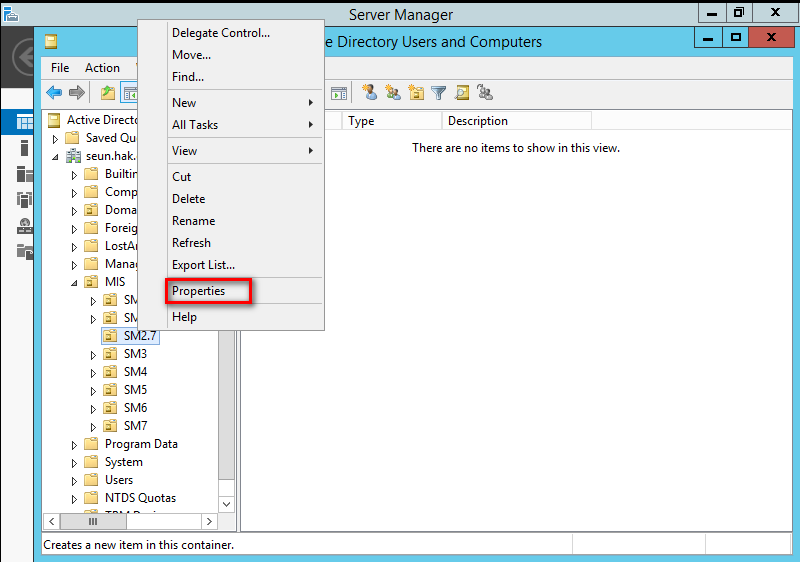 Server Manager
e Directory Users and Computers
File
Action
Delegate Control...
Move...
Find...
New
All Tasks
View
Cut
Delete
Rename
Refresh
Export List...
Properties
Help
Type
Description
There are no items to show in this view.
Active Direct
Saved Qu
seun.hak.
Builtin
Comp
Doma
Foreig
LostAn
Manag
MIS
SM
SM
SM2.7
SM3
SM4
SM5
SM6
SM7
Program Data
System
Users
NTDS Quotas
Creates a new item in this container.